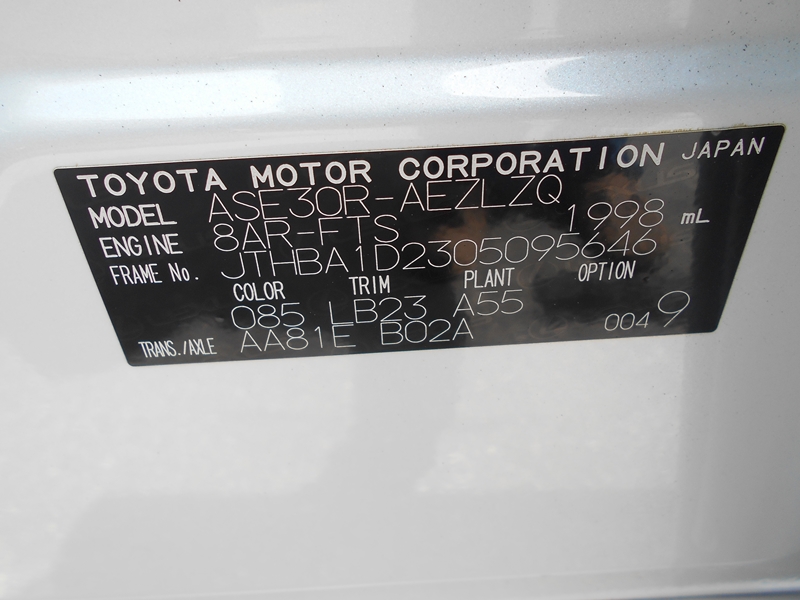 TOYOTA MOTOR CORPORATION JAPAN
MODEL ASE30R-AEZLZQ
ENGINE 8AR-FTS 1998 mL
FRAME No. JTHBA1D2305095646
COLOR TRIM PLANT OPTION
085 LB23 A55
TRANS./AXLE AA81E B02A 0049